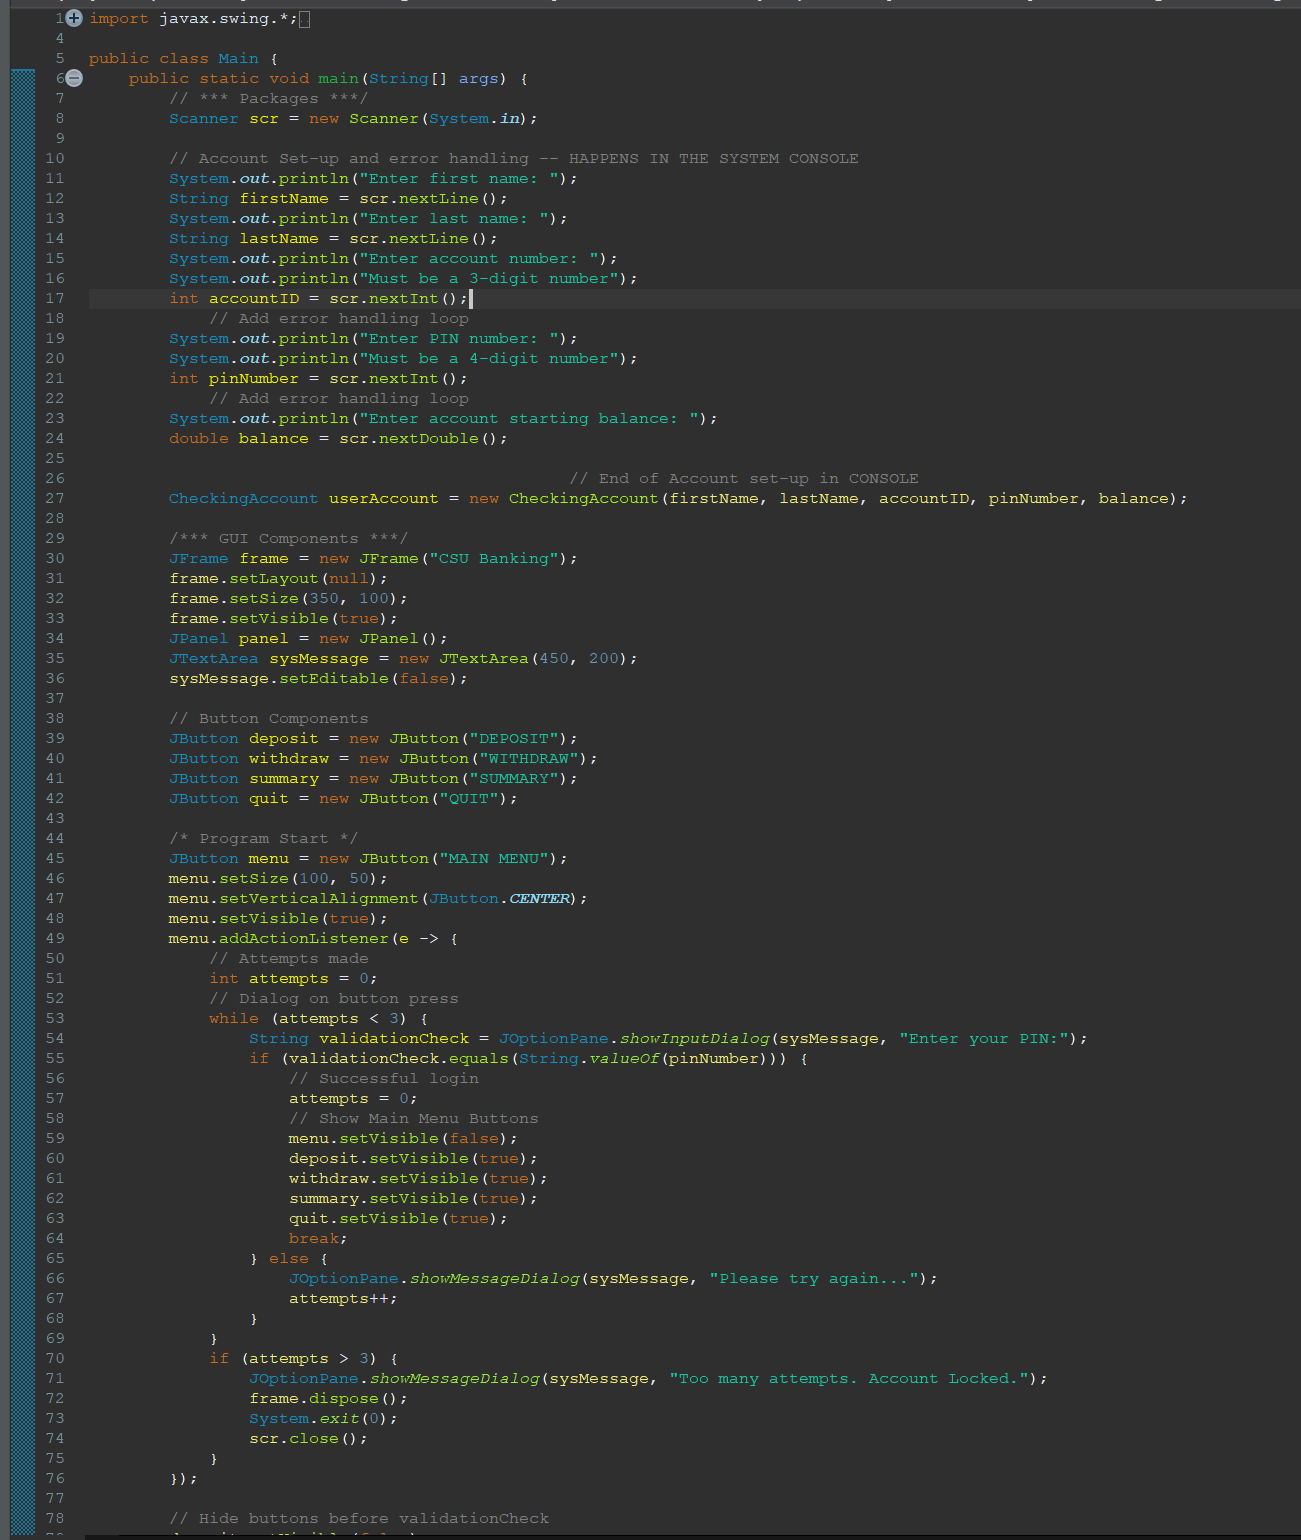 1 import javax.swing.*;
4
5 public class Main {
6 public static void main(String[] args) {
7 // *** Packages ***/
8 Scanner scr = new Scanner(System.in);
9
10 // Account Set-up and error handling -- HAPPENS IN THE SYSTEM CONSOLE
11 System.out.println("Enter first name: ");
12 String firstName = scr.nextLine();
13 System.out.println("Enter last name: ");
14 String lastName = scr.nextLine();
15 System.out.println("Enter account number: ");
16 System.out.println("Must be a 3-digit number");
17 int accountID = scr.nextInt();
18 // Add error handling loop
19 System.out.println("Enter PIN number: ");
20 System.out.println("Must be a 4-digit number");
21 int pinNumber = scr.nextInt();
22 // Add error handling loop
23 System.out.println("Enter account starting balance: ");
24 double balance = scr.nextDouble();
25
26 // End of Account set-up in CONSOLE
27 CheckingAccount userAccount = new CheckingAccount(firstName, lastName, accountID, pinNumber, balance);
28
29 /*** GUI Components ***/
30 JFrame frame = new JFrame("CSU Banking");
31 frame.setLayout(null);
32 frame.setSize(350, 100);
33 frame.setVisible(true);
34 JPanel panel = new JPanel();
35 JTextArea sysMessage = new JTextArea(450, 200);
36 sysMessage.setEditable(false);
37
38 // Button Components
39 JButton deposit = new JButton("DEPOSIT");
40 JButton withdraw = new JButton("WITHDRAW");
41 JButton summary = new JButton("SUMMARY");
42 JButton quit = new JButton("QUIT");
43
44 /* Program Start */
45 JButton menu = new JButton("MAIN MENU");
46 menu.setSize(100, 50);
47 menu.setVerticalAlignment(JButton.CENTER);
48 menu.setVisible(true);
49 menu.addActionListener(e -> {
50 // Attempts made
51 int attempts = 0;
52 // Dialog on button press
53 while (attempts < 3) {
54 String validationCheck = JOptionPane.showInputDialog(sysMessage, "Enter your PIN:");
55 if (validationCheck.equals(String.valueOf(pinNumber))) {
56 // Successful login
57 attempts = 0;
58 // Show Main Menu Buttons
59 menu.setVisible(false);
60 deposit.setVisible(true);
61 withdraw.setVisible(true);
62 summary.setVisible(true);
63 quit.setVisible(true);
64 break;
65 } else {
66 JOptionPane.showMessageDialog(sysMessage, "Please try again...");
67 attempts++;
68 }
69 }
70 if (attempts > 3) {
71 JOptionPane.showMessageDialog(sysMessage, "Too many attempts. Account Locked.");
72 frame.dispose();
73 System.exit(0);
74 scr.close();
75 }
76 });
77
78 // Hide buttons before validationCheck